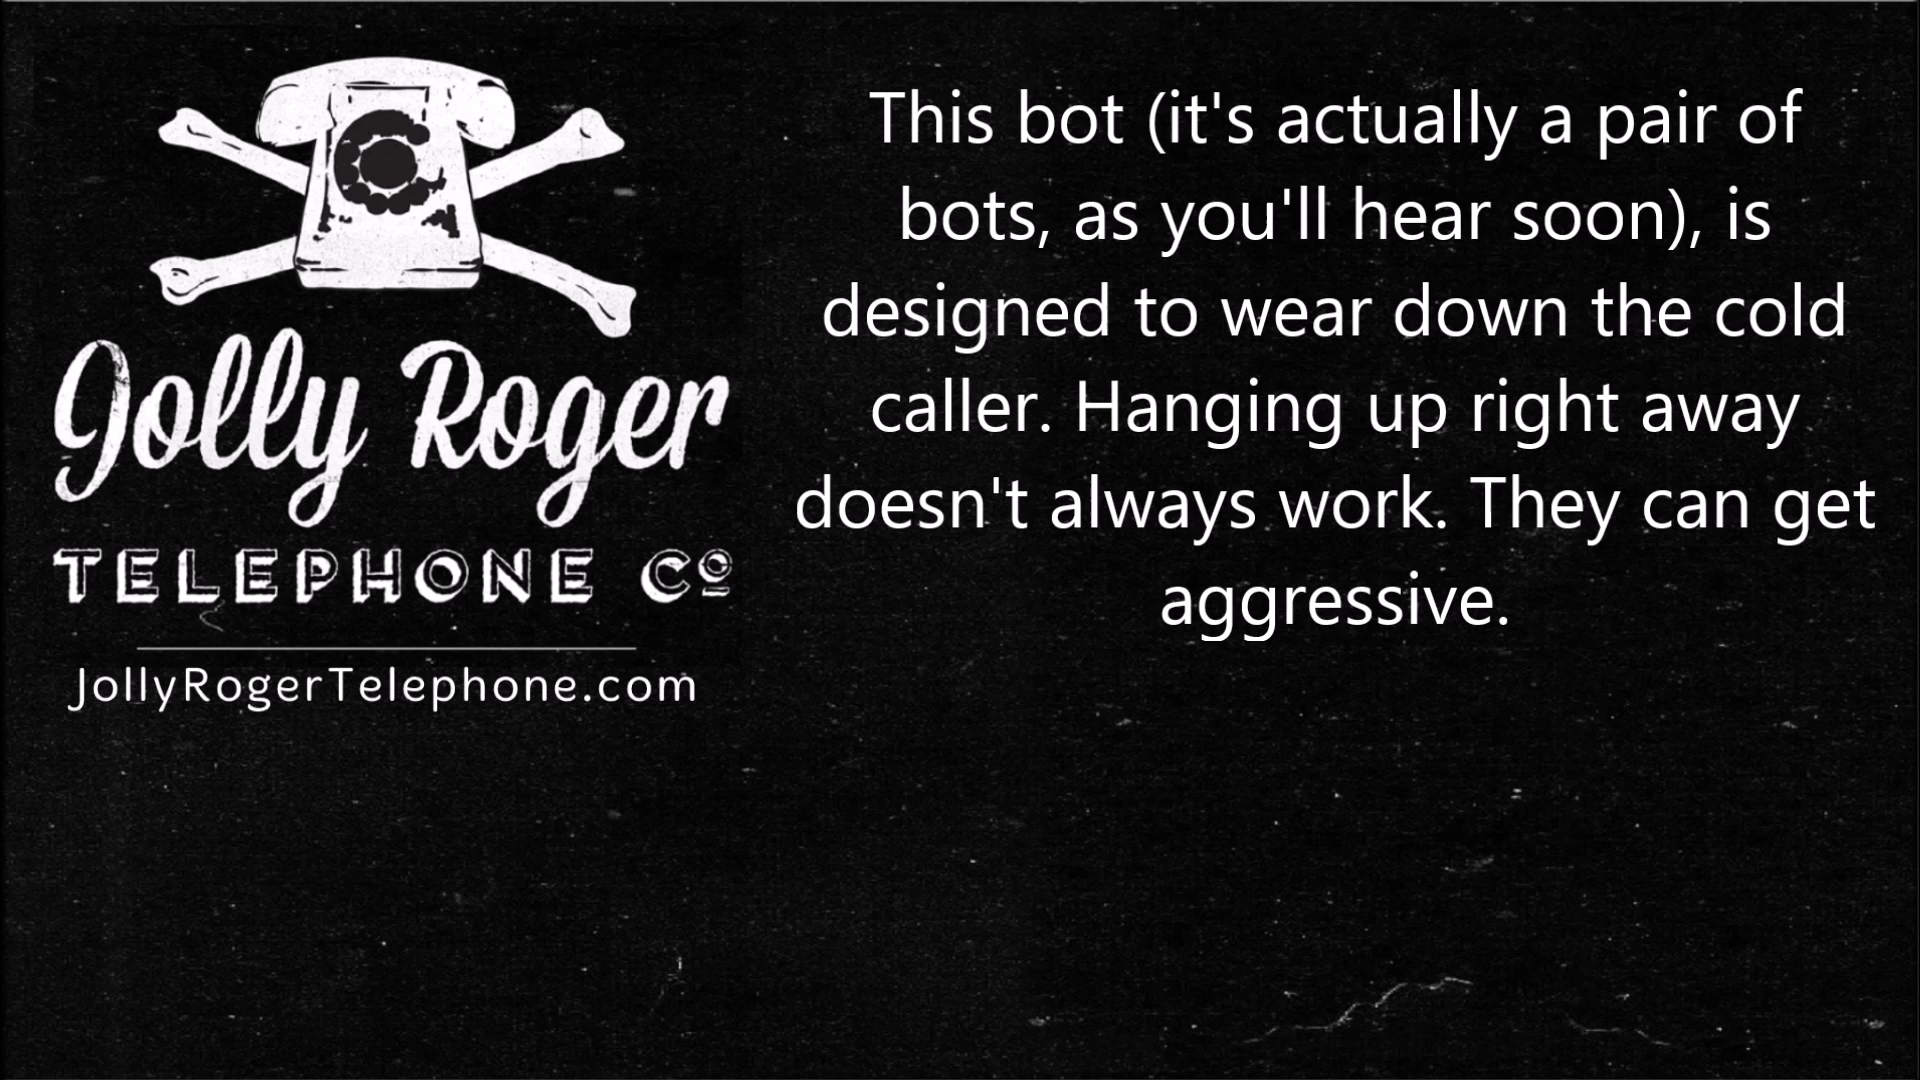 Jolly Roger
TELEPHONE Co
JollyRogerTelephone.com
This bot (it's actually a pair of
bots, as you'll hear soon), is
designed to wear down the cold
caller. Hanging up right away
doesn't always work. They can get
aggressive.